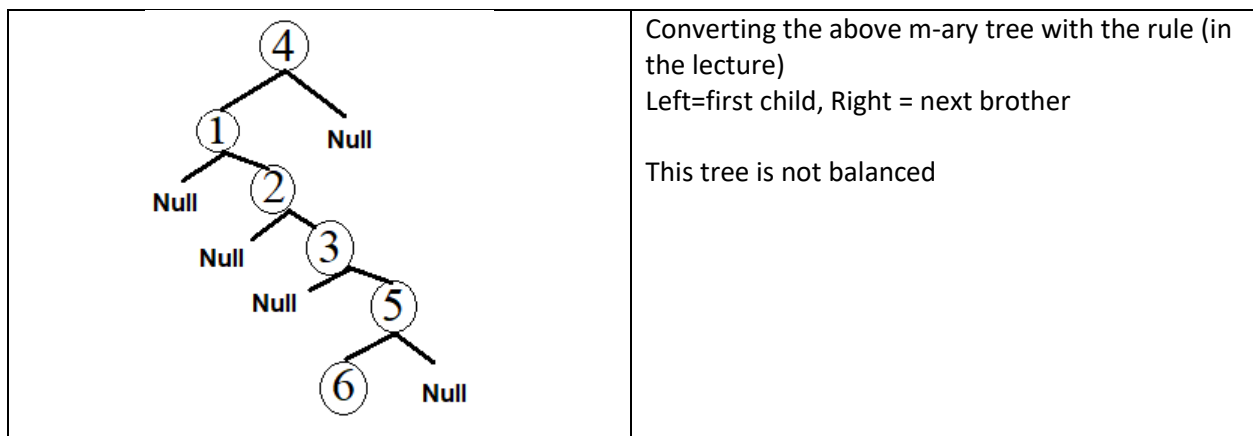 4
1
Null
Null
2
Null
3
Null
5
6
Null
Converting the above m-ary tree with the rule (in
the lecture)
Left=first child, Right = next brother
This tree is not balanced